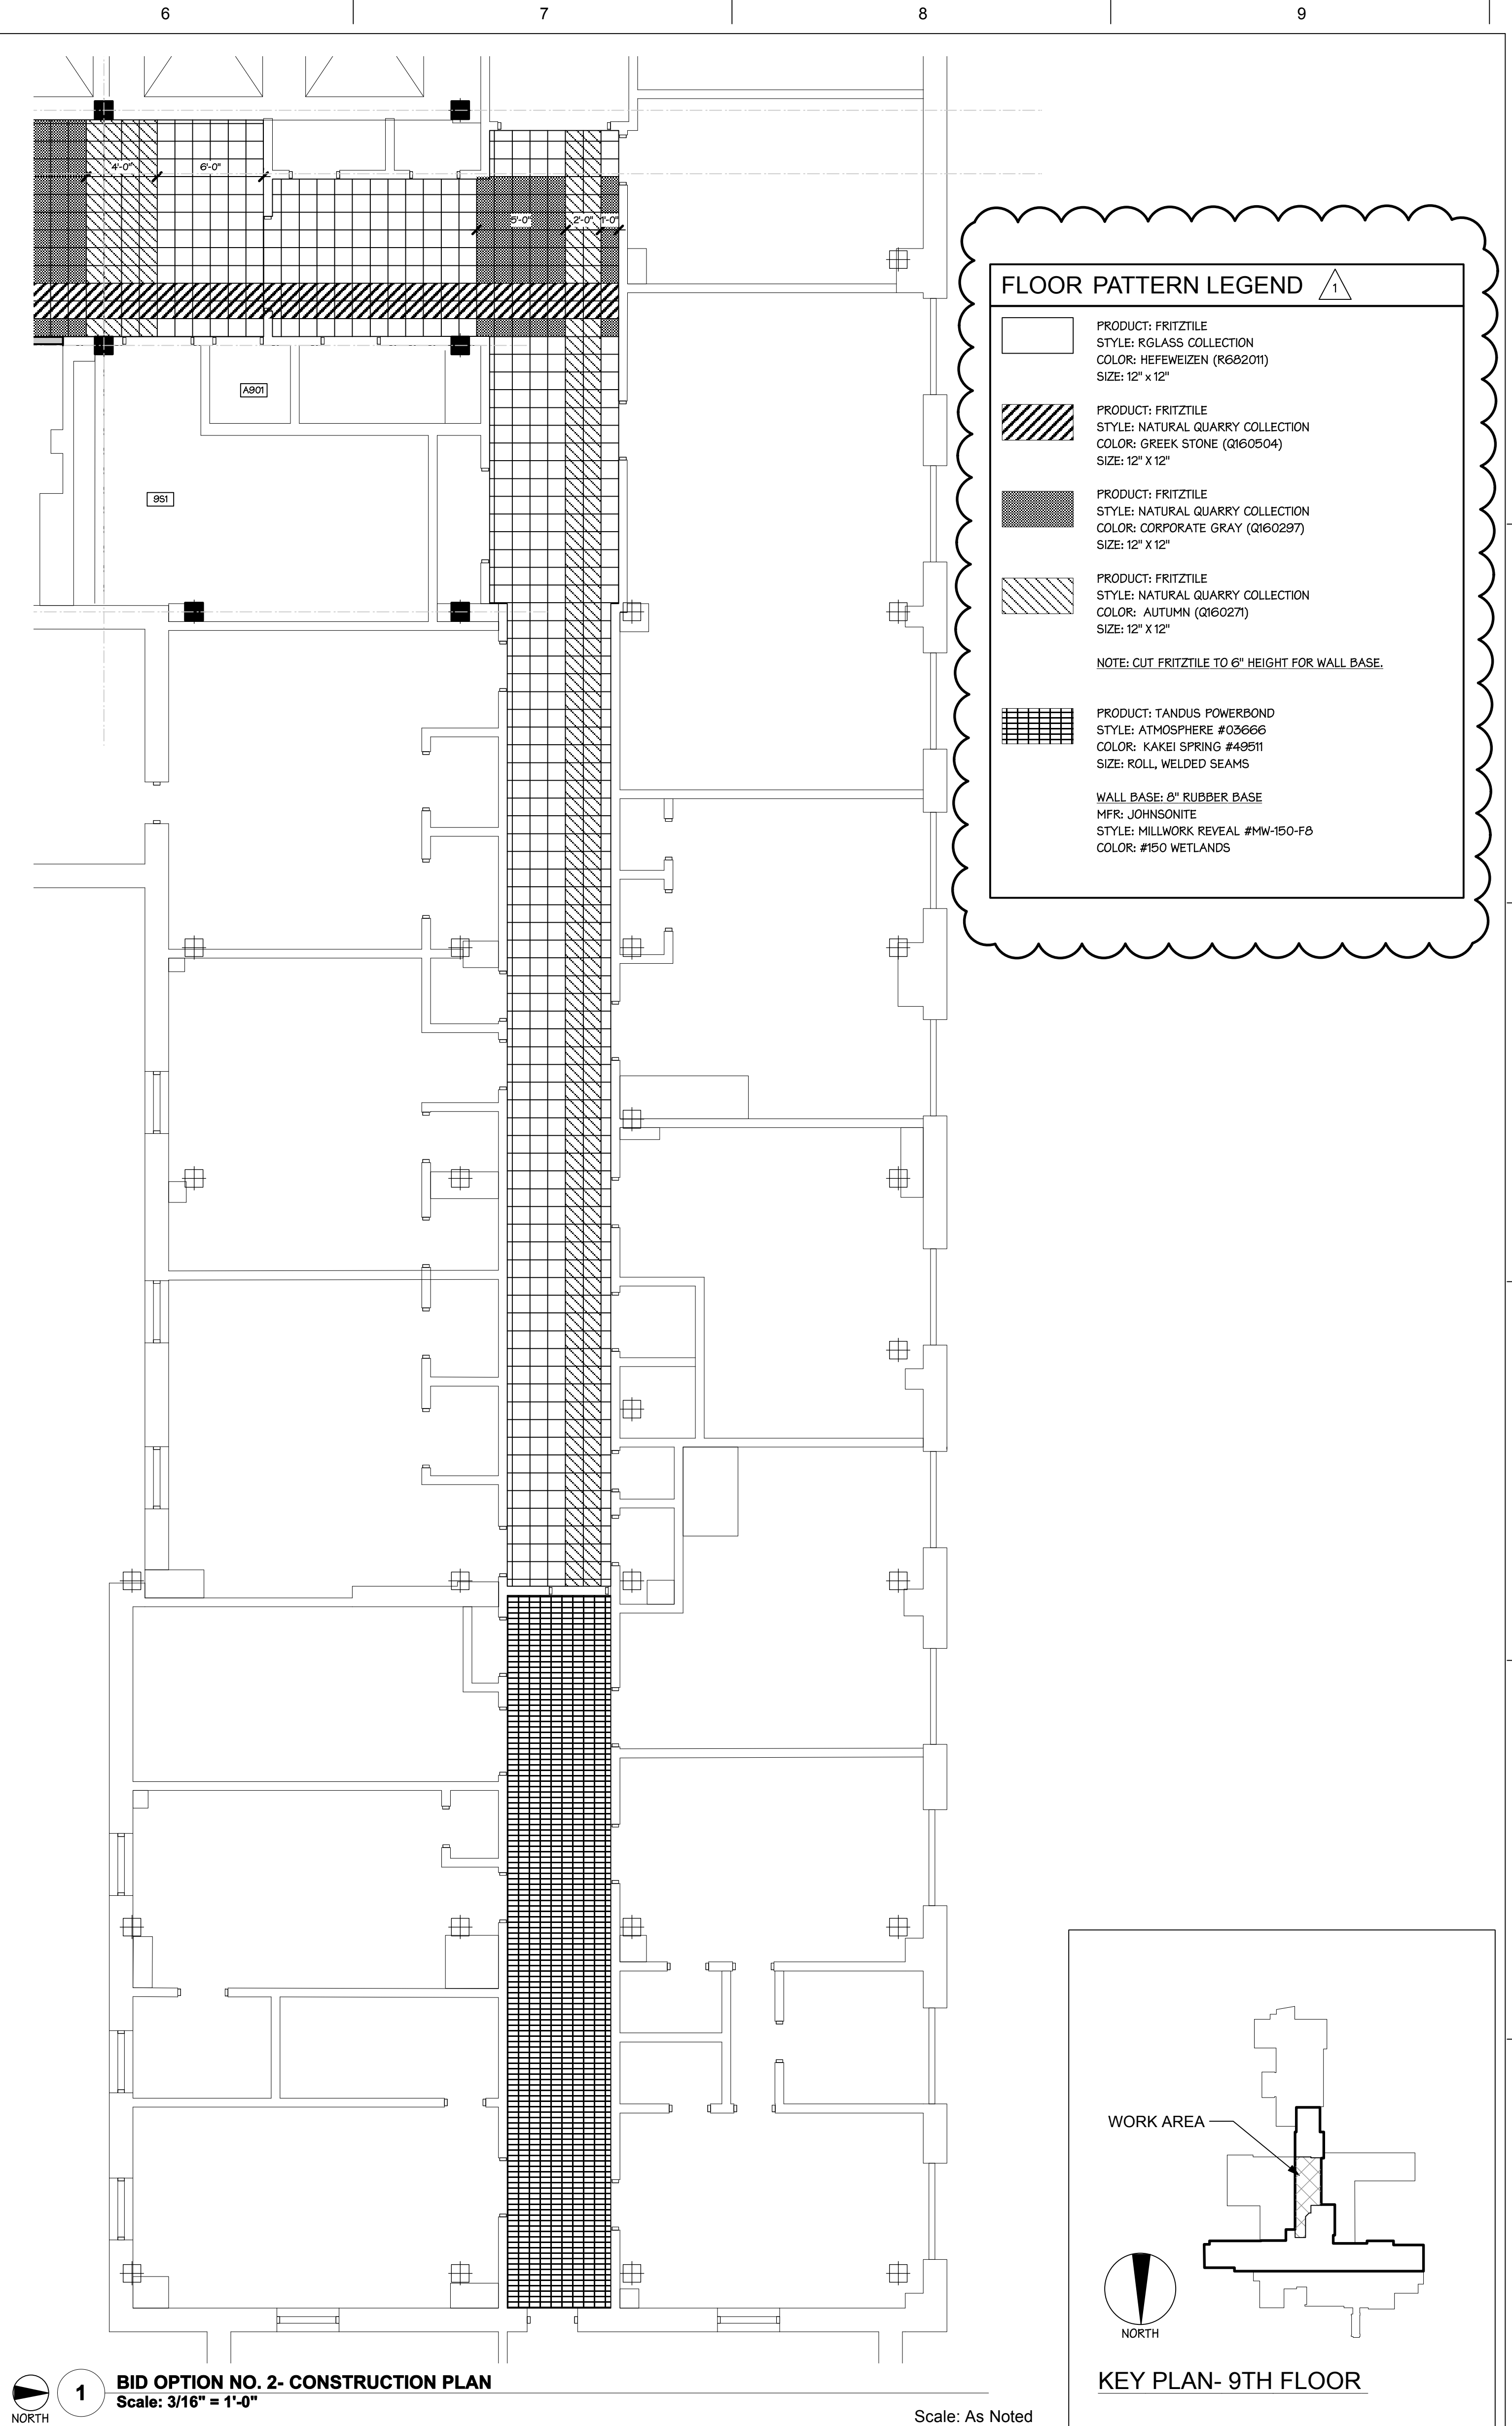 6
7
8
9
4'-0"
6'-0"
5'-0"
2'-0"
1'-0"
A901
9S1
FLOOR PATTERN LEGEND
1
PRODUCT: FRITZTILE
STYLE: RGLASS COLLECTION
COLOR: HEFEWEIZEN (R682011)
SIZE: 12" x 12"
PRODUCT: FRITZTILE
STYLE: NATURAL QUARRY COLLECTION
COLOR: GREEK STONE (Q160504)
SIZE: 12" X 12"
PRODUCT: FRITZTILE
STYLE: NATURAL QUARRY COLLECTION
COLOR: CORPORATE GRAY (Q160297)
SIZE: 12" X 12"
PRODUCT: FRITZTILE
STYLE: NATURAL QUARRY COLLECTION
COLOR: AUTUMN (Q160271)
SIZE: 12" X 12"
NOTE: CUT FRITZTILE TO 6" HEIGHT FOR WALL BASE.
PRODUCT: TANDUS POWERBOND
STYLE: ATMOSPHERE #03666
COLOR: KAKEI SPRING #49511
SIZE: ROLL, WELDED SEAMS
WALL BASE: 8" RUBBER BASE
MFR: JOHNSONITE
STYLE: MILLWORK REVEAL #MW-150-F8
COLOR: #150 WETLANDS
WORK AREA
NORTH
KEY PLAN- 9TH FLOOR
NORTH
1
BID OPTION NO. 2- CONSTRUCTION PLAN
Scale: 3/16" = 1'-0"
Scale: As Noted